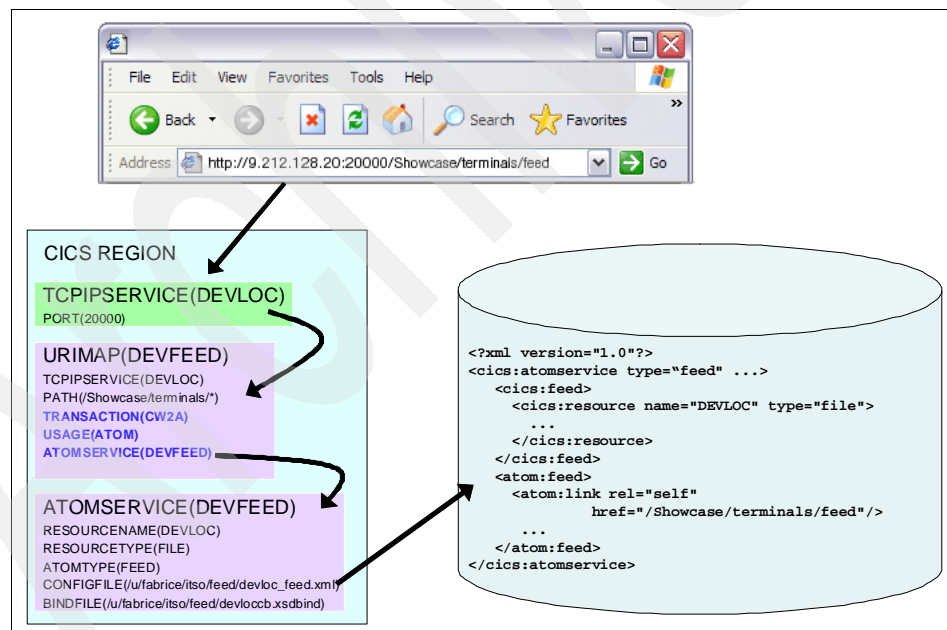 File Edit View Favorites Tools Help
Back Search Favorites »
Address http://9.212.128.20:20000/Showcase/terminals/feed Go
CICS REGION
TCPIPSERVICE(DEVLOC)
PORT(20000)
URIMAP(DEVFEED)
TCPIPSERVICE(DEVLOC)
PATH(/Showcase/terminals/*)
TRANSACTION(CW2A)
USAGE(ATOM)
ATOMSERVICE(DEVFEED)
ATOMSERVICE(DEVFEED)
RESOURCENAME(DEVLOC)
RESOURCETYPE(FILE)
ATOMTYPE(FEED)
CONFIGFILE(/u/fabrice/itso/feed/devloc_feed.xml)
BINDFILE(/u/fabrice/itso/feed/devloccb.xsdbind)
<?xml version="1.0"?>
<cics:atomservice type=“feed" ...>
<cics:feed>
<cics:resource name="DEVLOC" type="file">
...
</cics:resource>
</cics:feed>
<atom:feed>
<atom:link rel="self"
href="/Showcase/terminals/feed"/>
...
</atom:feed>
</cics:atomservice>